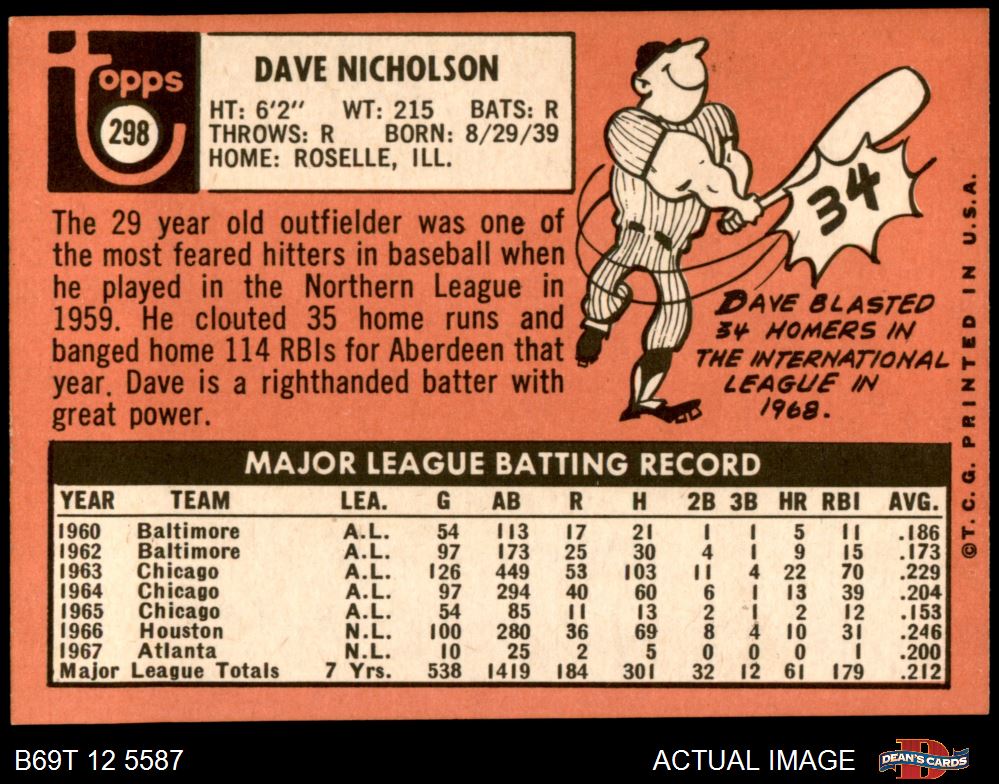 Topps
298
DAVE NICHOLSON
HT: 6'2" WT: 215 BATS: R
THROWS: R BORN: 8/29/39
HOME: ROSELLE, ILL.
The 29 year old outfielder was one of
the most feared hitters in baseball when
he played in the Northern League in
1959. He clouted 35 home runs and
banged home 114 RBIs for Aberdeen that
year. Dave is a righthanded batter with
great power.
34
DAVE BLASTED
34 HOMERS IN
THE INTERNATIONAL
LEAGUE IN
1968.
©T. C. G. PRINTED IN U.S.A.
MAJOR LEAGUE BATTING RECORD
YEAR TEAM LEA. G AB R H 2B 3B HR RBI AVG.
1960 Baltimore A.L. 54 113 17 21 1 1 5 11 .186
1962 Baltimore A.L. 97 173 25 30 4 1 9 15 .173
1963 Chicago A.L. 126 449 53 103 11 4 22 70 .229
1964 Chicago A.L. 97 294 40 60 6 1 13 39 .204
1965 Chicago A.L. 54 85 11 13 2 1 2 12 .153
1966 Houston N.L. 100 280 36 69 8 4 10 31 .246
1967 Atlanta N.L. 10 25 2 5 0 0 0 1 .200
Major League Totals 7 Yrs. 538 1419 184 301 32 12 61 179 .212
B69T 12 5587
ACTUAL IMAGE
D
DEAN'S CARDS